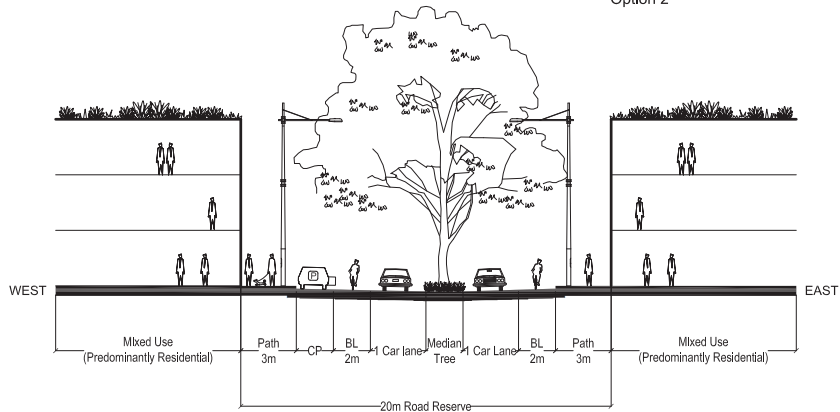 Option 2
P
WEST
EAST
MIxed Use
(Predominantly Residential)
Path
3m
CP
BL
2m
1 Car lane
Median
Tree
1 Car Lane
BL
2m
Path
3m
MIxed Use
(Predominantly Residential)
20m Road Reserve